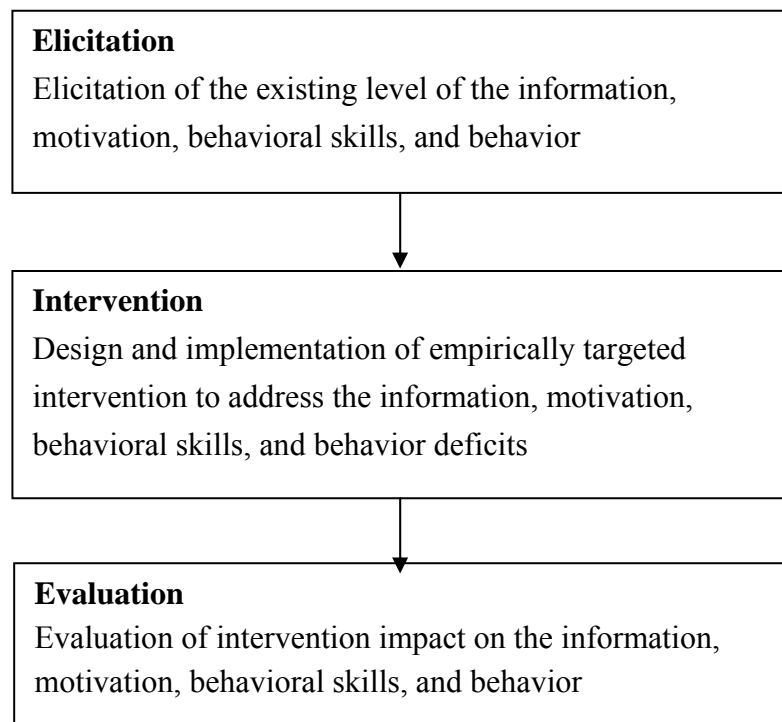 Elicitation
Elicitation of the existing level of the information,
motivation, behavioral skills, and behavior
Intervention
Design and implementation of empirically targeted
intervention to address the information, motivation,
behavioral skills, and behavior deficits
Evaluation
Evaluation of intervention impact on the information,
motivation, behavioral skills, and behavior